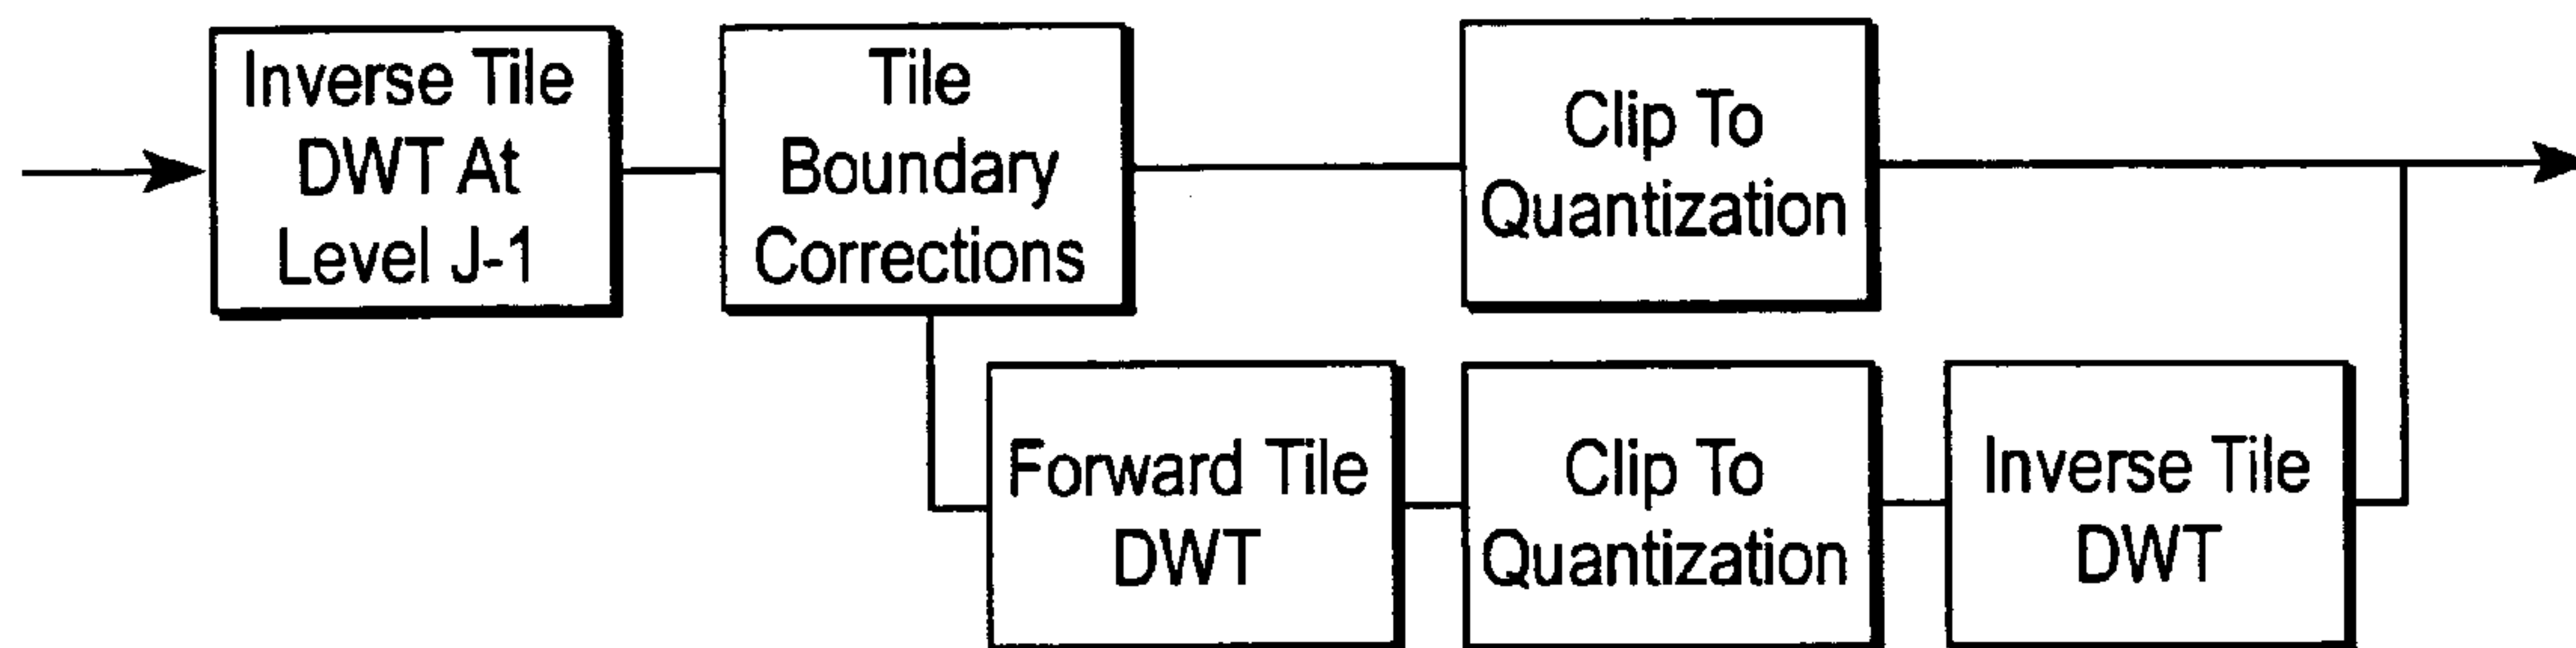 Inverse Tile
DWT At
Level J-1
Tile
Boundary
Corrections
Clip To
Quantization
Forward Tile
DWT
Clip To
Quantization
Inverse Tile
DWT